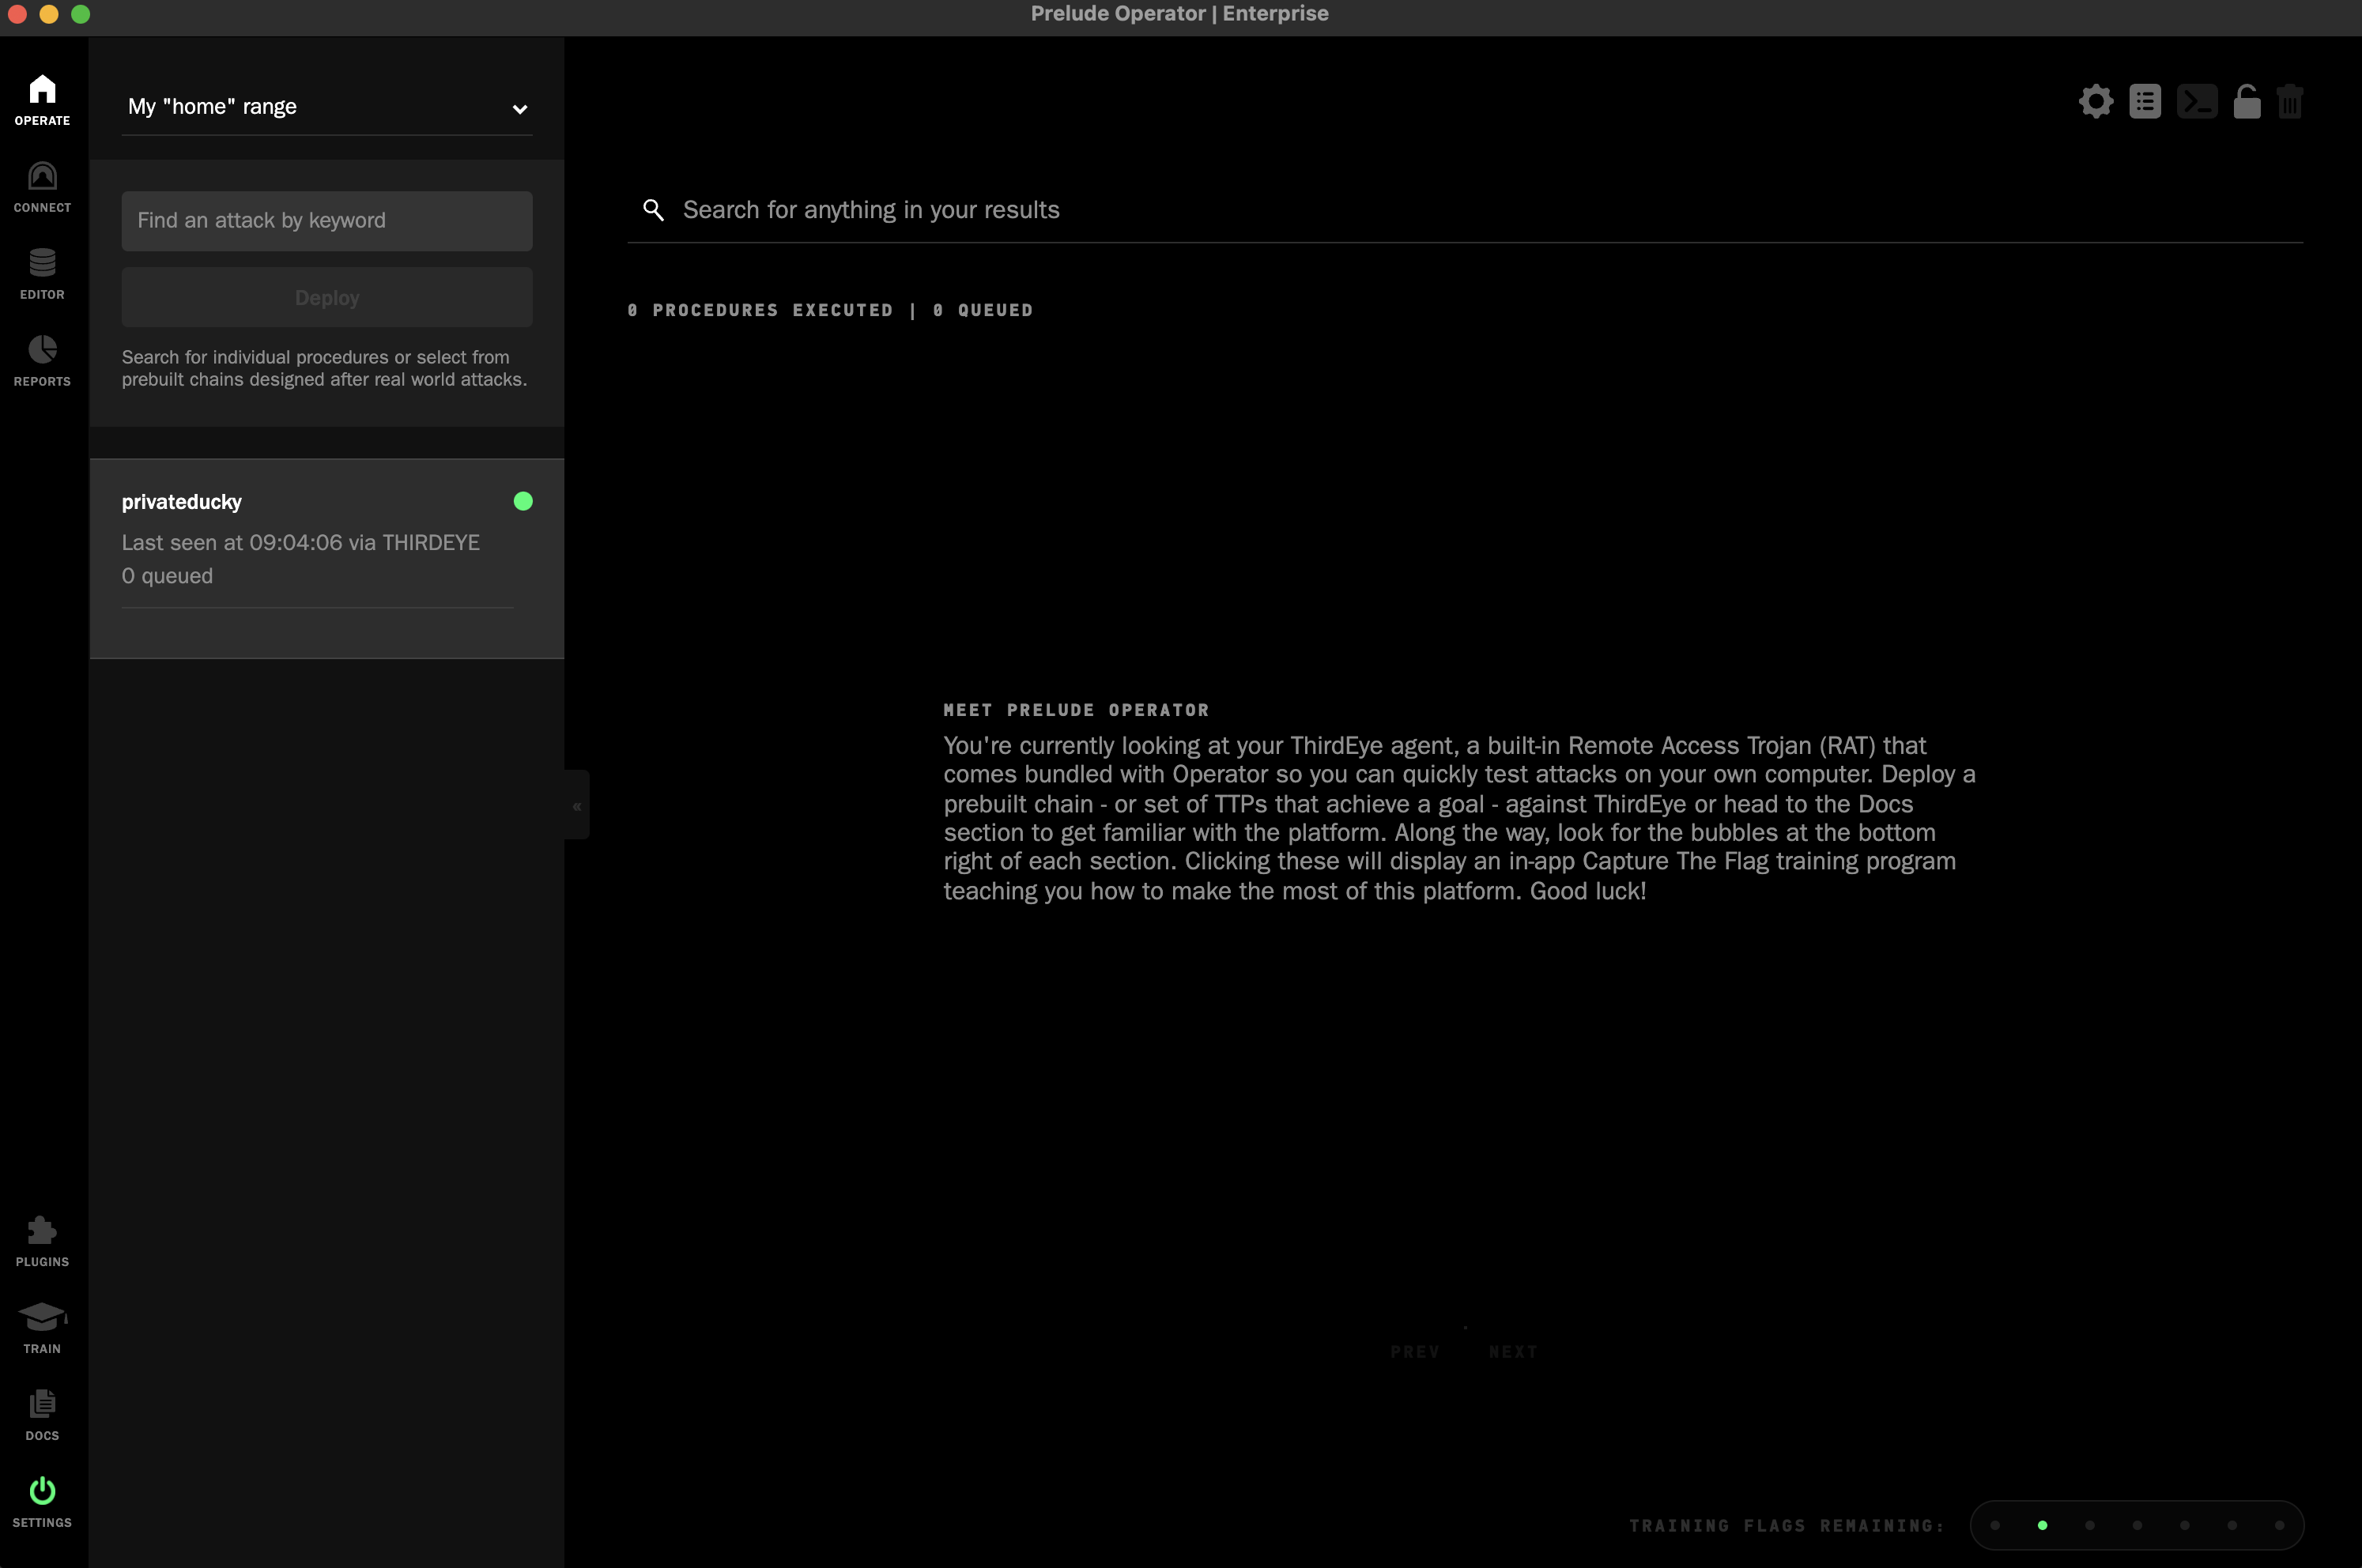 Prelude Operator | Enterprise
OPERATE
CONNECT
EDITOR
REPORTS
PLUGINS
TRAIN
DOCS
SETTINGS
My "home" range
Find an attack by keyword
Deploy
Search for individual procedures or select from
prebuilt chains designed after real world attacks.
privateducky
Last seen at 09:04:06 via THIRDEYE
0 queued
«
Search for anything in your results
0 PROCEDURES EXECUTED | 0 QUEUED
MEET PRELUDE OPERATOR
You're currently looking at your ThirdEye agent, a built-in Remote Access Trojan (RAT) that
comes bundled with Operator so you can quickly test attacks on your own computer. Deploy a
prebuilt chain - or set of TTPs that achieve a goal - against ThirdEye or head to the Docs
section to get familiar with the platform. Along the way, look for the bubbles at the bottom
right of each section. Clicking these will display an in-app Capture The Flag training program
teaching you how to make the most of this platform. Good luck!
PREV NEXT
TRAINING FLAGS REMAINING: